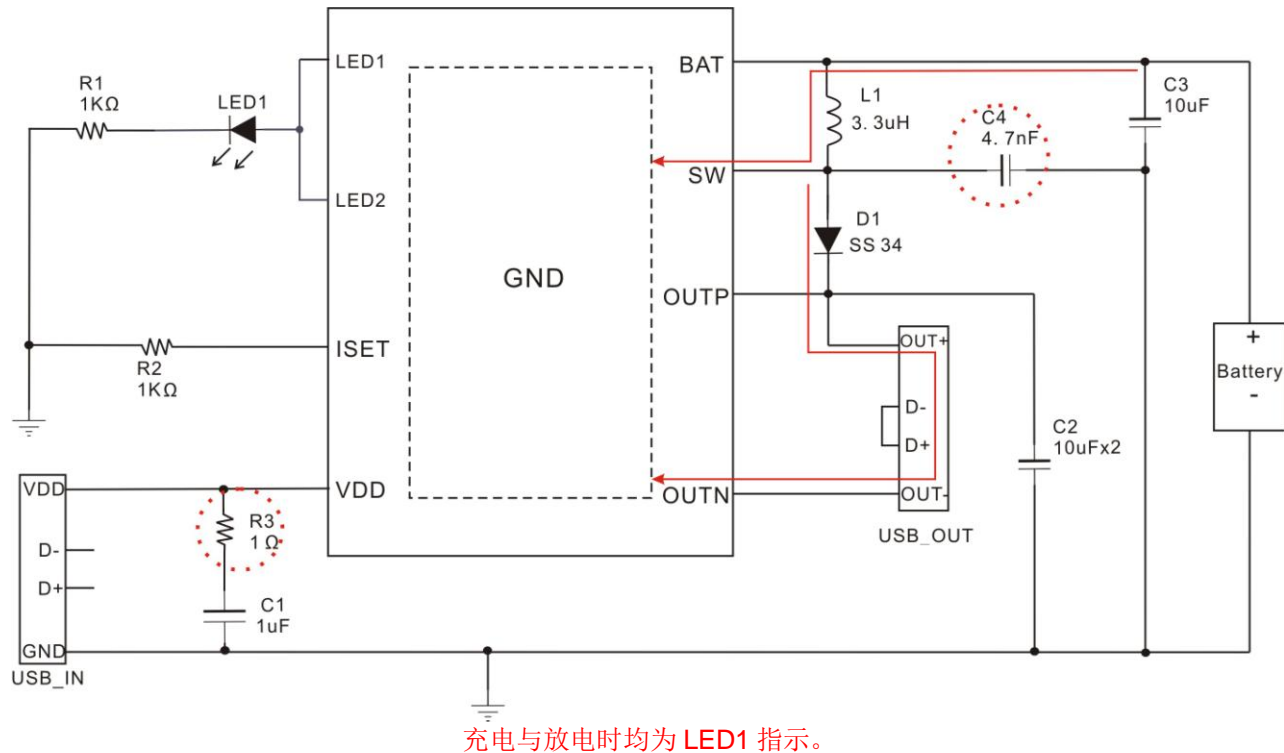 LED1
BAT
R1
1KΩ
LED1
L1
3.3uH
C3
10uF
C4
4.7nF
SW
LED2
D1
SS 34
GND
OUTP
ISET
OUT+
R2
1KΩ
+
Battery
-
D-
D+
C2
10uFx2
VDD
VDD
OUTN
OUT-
R3
1Ω
USB_OUT
D-
D+
C1
1uF
GND
USB_IN
充电与放电时均为 LED1 指示。